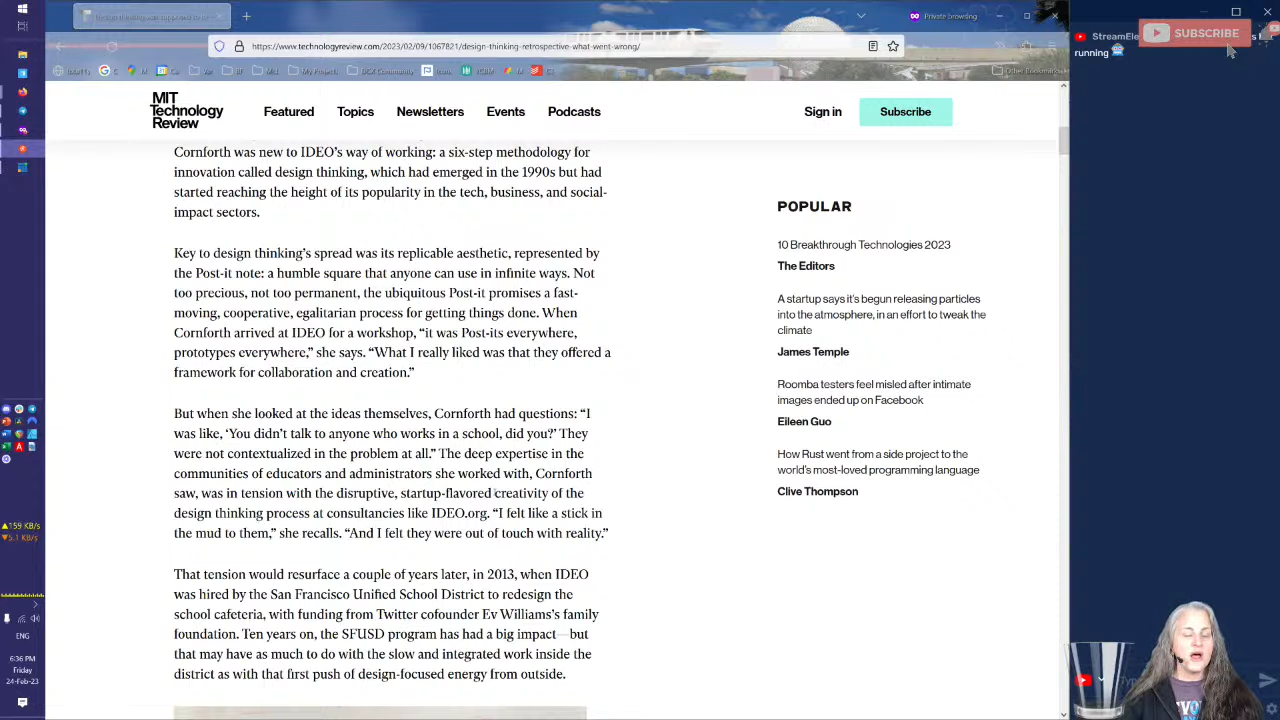 Private browsing
https://www.technologyreview.com/2023/02/09/1067821/design-thinking-retrospective-what-went-wrong/
My Project
Other Bookmarks
SUBSCRIBE
StreamEle
running
MIT
Technology
Review
Featured
Topics
Newsletters
Events
Podcasts
Sign in
Subscribe
Cornforth was new to IDEO’s way of working: a six-step methodology for
innovation called design thinking, which had emerged in the 1990s but had
started reaching the height of its popularity in the tech, business, and social-
impact sectors.
Key to design thinking’s spread was its replicable aesthetic, represented by
the Post-it note: a humble square that anyone can use in infinite ways. Not
too precious, not too permanent, the ubiquitous Post-it promises a fast-
moving, cooperative, egalitarian process for getting things done. When
Cornforth arrived at IDEO for a workshop, “it was Post-its everywhere,
prototypes everywhere,” she says. “What I really liked was that they offered a
framework for collaboration and creation.”
But when she looked at the ideas themselves, Cornforth had questions: “I
was like, ‘You didn’t talk to anyone who works in a school, did you?’ They
were not contextualized in the problem at all.” The deep expertise in the
communities of educators and administrators she worked with, Cornforth
saw, was in tension with the disruptive, startup-flavored creativity of the
design thinking process at consultancies like IDEO.org. “I felt like a stick in
the mud to them,” she recalls. “And I felt they were out of touch with reality.”
That tension would resurface a couple of years later, in 2013, when IDEO
was hired by the San Francisco Unified School District to redesign the
school cafeteria, with funding from Twitter cofounder Ev Williams’s family
foundation. Ten years on, the SFUSD program has had a big impact—but
that may have as much to do with the slow and integrated work inside the
district as with that first push of design-focused energy from outside.
POPULAR
10 Breakthrough Technologies 2023
The Editors
A startup says it’s begun releasing particles
into the atmosphere, in an effort to tweak the
climate
James Temple
Roomba testers feel misled after intimate
images ended up on Facebook
Eileen Guo
How Rust went from a side project to the
world’s most-loved programming language
Clive Thompson
159 KB/s
5.1 KB/s
ENG
6:36 PM
Friday
24-Feb-23